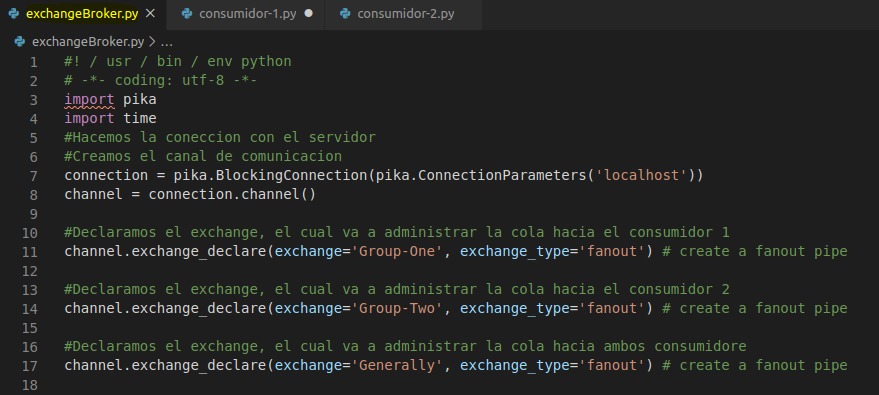 exchangeBroker.py × consumidor-1.py ● consumidor-2.py
exchangeBroker.py > ...
1 #! / usr / bin / env python
2 # -*- coding: utf-8 -*-
3 import pika
4 import time
5 #Hacemos la coneccion con el servidor
6 #Creamos el canal de comunicacion
7 connection = pika.BlockingConnection(pika.ConnectionParameters('localhost'))
8 channel = connection.channel()
9
10 #Declaramos el exchange, el cual va a administrar la cola hacia el consumidor 1
11 channel.exchange_declare(exchange='Group-One', exchange_type='fanout') # create a fanout pipe
12
13 #Declaramos el exchange, el cual va a administrar la cola hacia el consumidor 2
14 channel.exchange_declare(exchange='Group-Two', exchange_type='fanout') # create a fanout pipe
15
16 #Declaramos el exchange, el cual va a administrar la cola hacia ambos consumidore
17 channel.exchange_declare(exchange='Generally', exchange_type='fanout') # create a fanout pipe
18